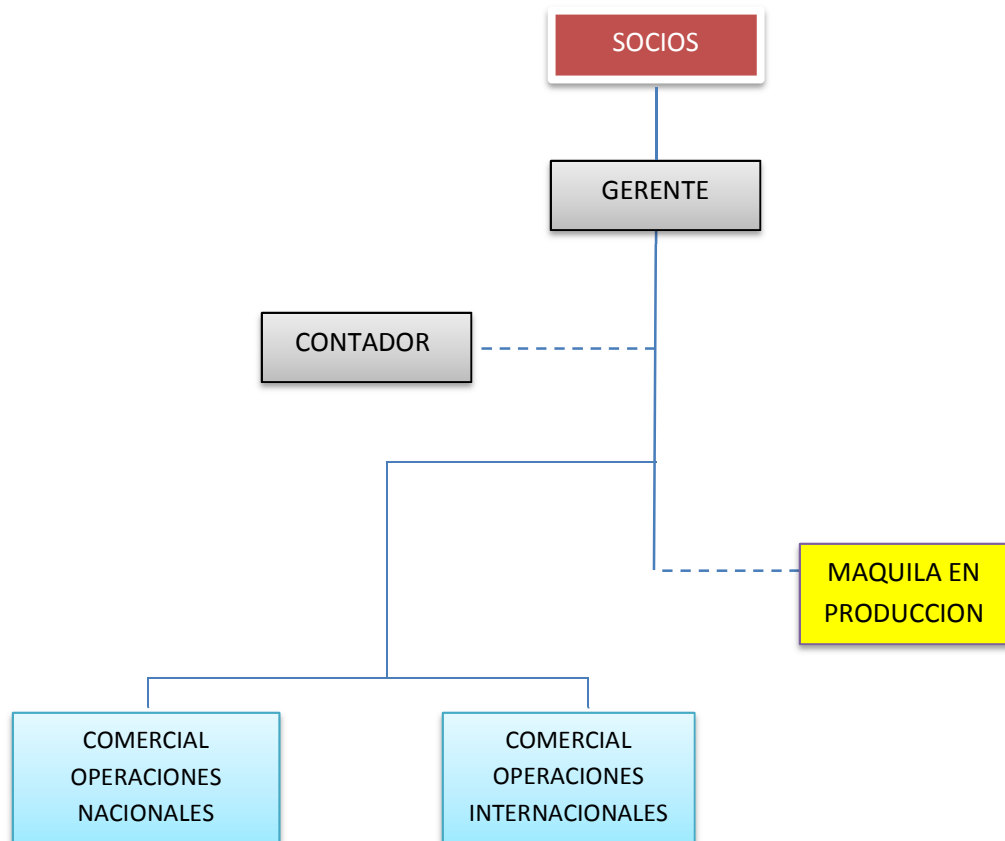 SOCIOS
GERENTE
CONTADOR
MAQUILA EN
PRODUCCION
COMERCIAL
OPERACIONES
NACIONALES
COMERCIAL
OPERACIONES
INTERNACIONALES